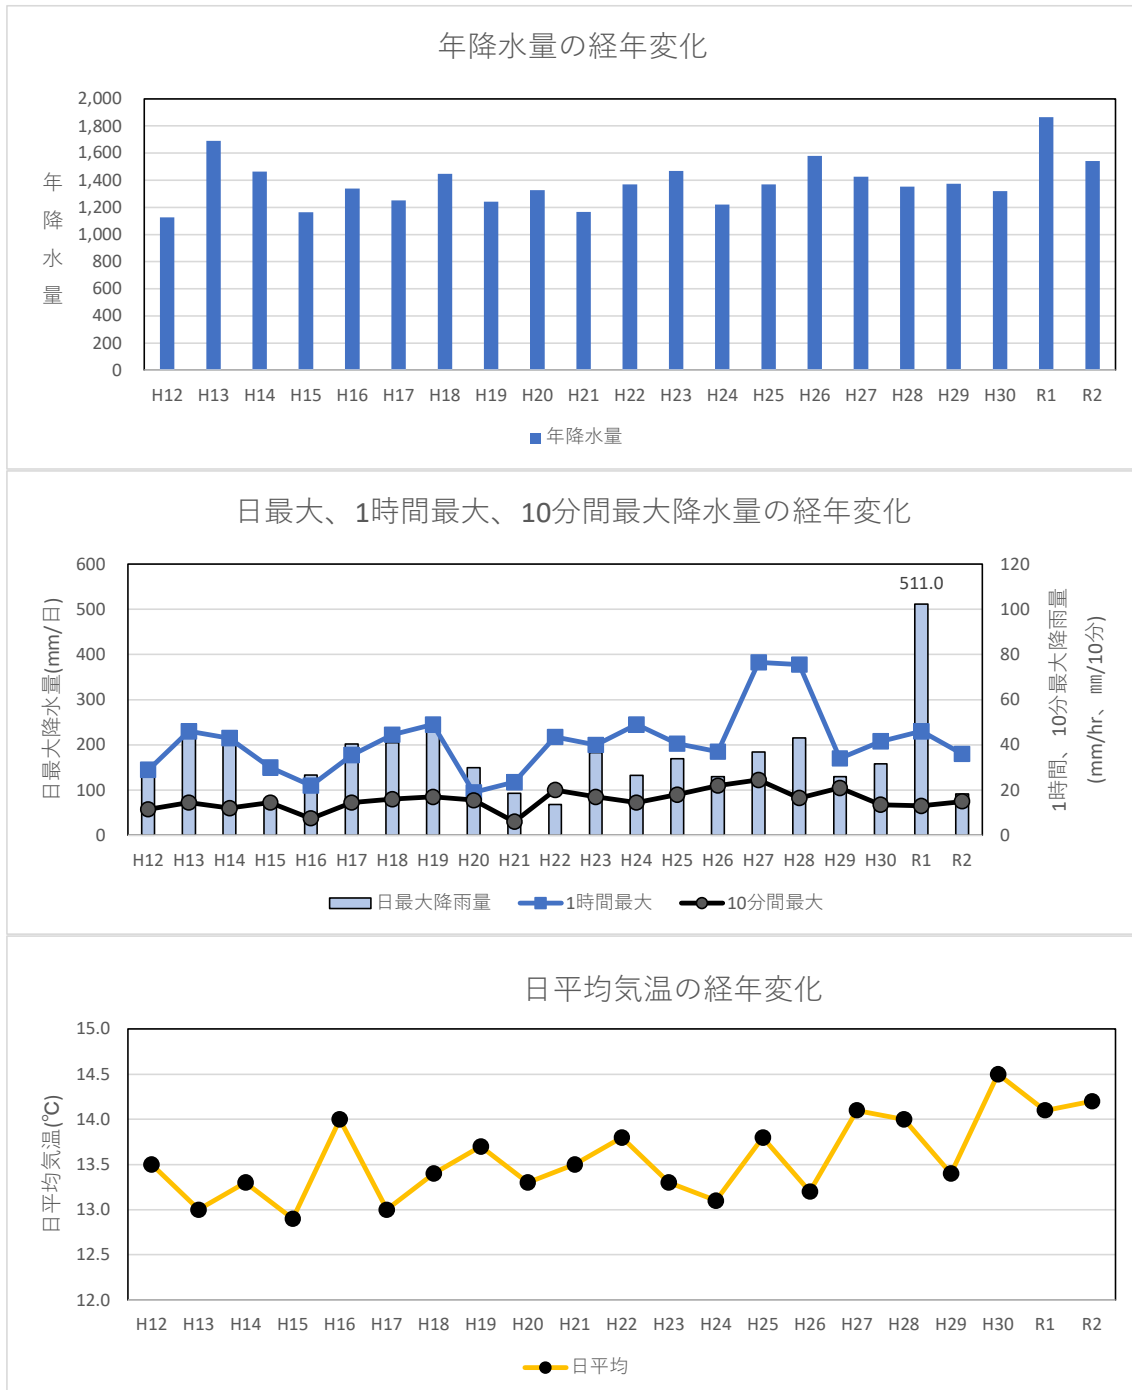 年降水量の経年変化
年降水量
2,000
1,800
1,600
1,400
1,200
1,000
800
600
400
200
0
H12 H13 H14 H15 H16 H17 H18 H19 H20 H21 H22 H23 H24 H25 H26 H27 H28 H29 H30 R1 R2
年降水量
日最大、1時間最大、10分間最大降水量の経年変化
日最大降水量(mm/日)
600
500
400
300
200
100
0
511.0
120
100
80
60
40
20
0
1時間、10分最大降雨量
(mm/hr、㎜/10分)
H12 H13 H14 H15 H16 H17 H18 H19 H20 H21 H22 H23 H24 H25 H26 H27 H28 H29 H30 R1 R2
日最大降雨量 1時間最大 10分間最大
日平均気温の経年変化
日平均気温(℃)
15.0
14.5
14.0
13.5
13.0
12.5
12.0
H12 H13 H14 H15 H16 H17 H18 H19 H20 H21 H22 H23 H24 H25 H26 H27 H28 H29 H30 R1 R2
日平均